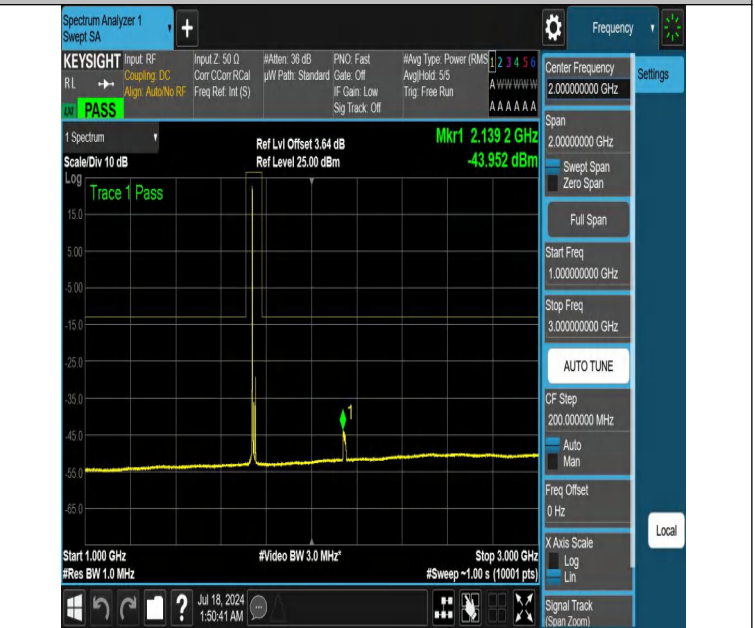 Spectrum Analyzer 1
Swept SA
+
Frequency
KEYSIGHT
RL
PASS
Input: RF
Coupling: DC
Align: Auto/No RF
Input Z: 50 Ω
Corr CCorr RCal
Freq Ref: Int (S)
#Atten: 36 dB
µW Path: Standard
PNO: Fast
Gate: Off
IF Gain: Low
Sig Track: Off
#Avg Type: Power (RMS
Avg|Hold: 5/5
Trig: Free Run
1 2 3 4 5 6
A W W W W W
A A A A A A
1 Spectrum
Scale/Div 10 dB
Ref Lvl Offset 3.64 dB
Ref Level 25.00 dBm
Mkr1 2.139 2 GHz
-43.952 dBm
Log
Trace 1 Pass
15.0
5.00
-5.00
-15.0
-25.0
-35.0
-45.0
-55.0
-65.0
1
Start 1.000 GHz
#Res BW 1.0 MHz
#Video BW 3.0 MHz*
Stop 3.000 GHz
#Sweep ~1.00 s (10001 pts)
?
Jul 18, 2024
1:50:41 AM
Center Frequency
2.000000000 GHz
Settings
Span
2.00000000 GHz
Swept Span
Zero Span
Full Span
Start Freq
1.000000000 GHz
Stop Freq
3.000000000 GHz
AUTO TUNE
CF Step
200.000000 MHz
Auto
Man
Freq Offset
0 Hz
X Axis Scale
Log
Lin
Local
Signal Track
(Span Zoom)